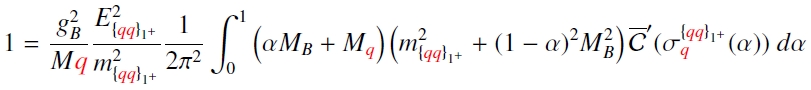 1 = \frac{g_B^2}{M_q} \frac{E_{\{qq\}_{1^+}}^2}{m_{\{qq\}_{1^+}}^2} \frac{1}{2\pi^2} \int_0^1 \left(\alpha M_B + M_q\right) \left(m_{\{qq\}_{1^+}}^2 + (1 - \alpha)^2 M_B^2\right) \overline{C}'(\sigma_q^{\{qq\}_{1^+}}(\alpha)) \, d\alpha